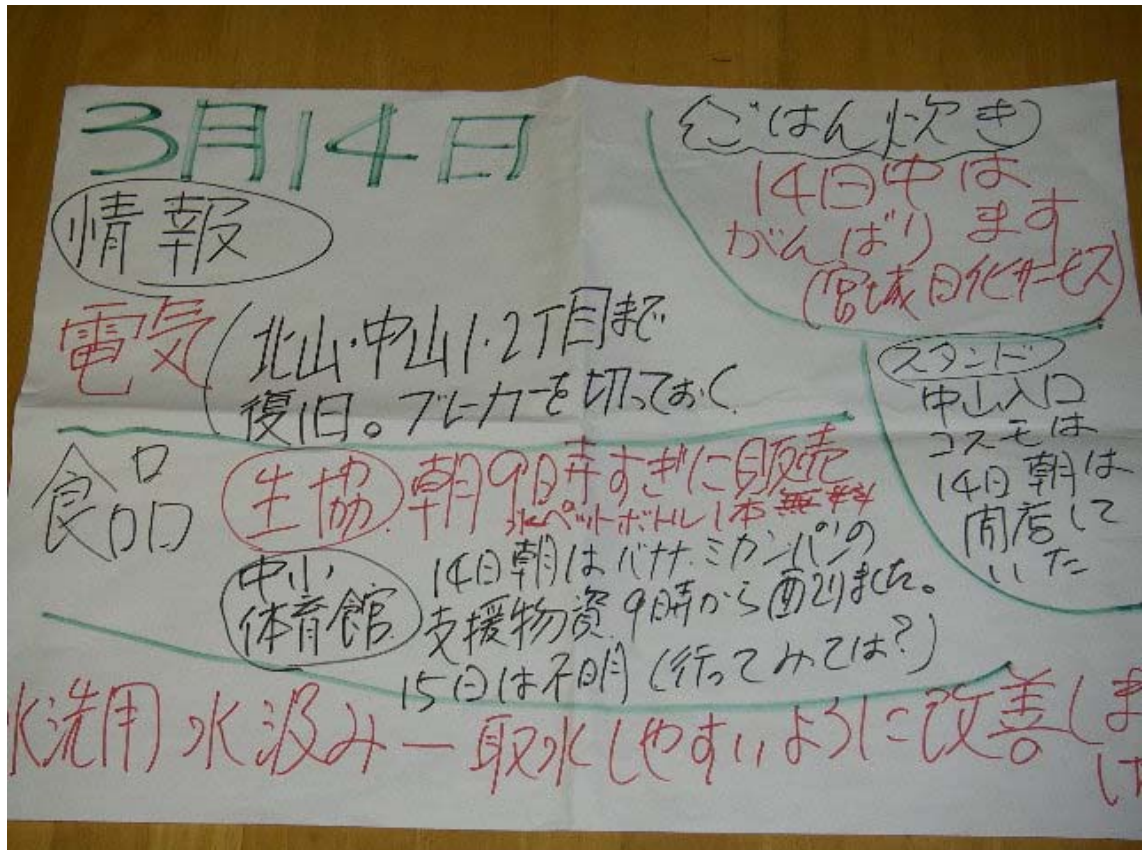 3月14日
情報
ごはん炊き
14日中は
がんばります
(宮城日化サービス)
電気
北山・中山1・2丁目まで
復旧。ブレーカーを切っておく
スタンド
中山入口
コスモは
14日朝は
開店して
いた
食品
生協 朝9時すぎに販売
水ペットボトル1本無料
中小
体育館
14日朝はバナナ、ミカン、パンの
支援物資 9時から配りました。
15日は不明(行ってみては?)
水洗用水汲み―取水しやすいように改善しま
した